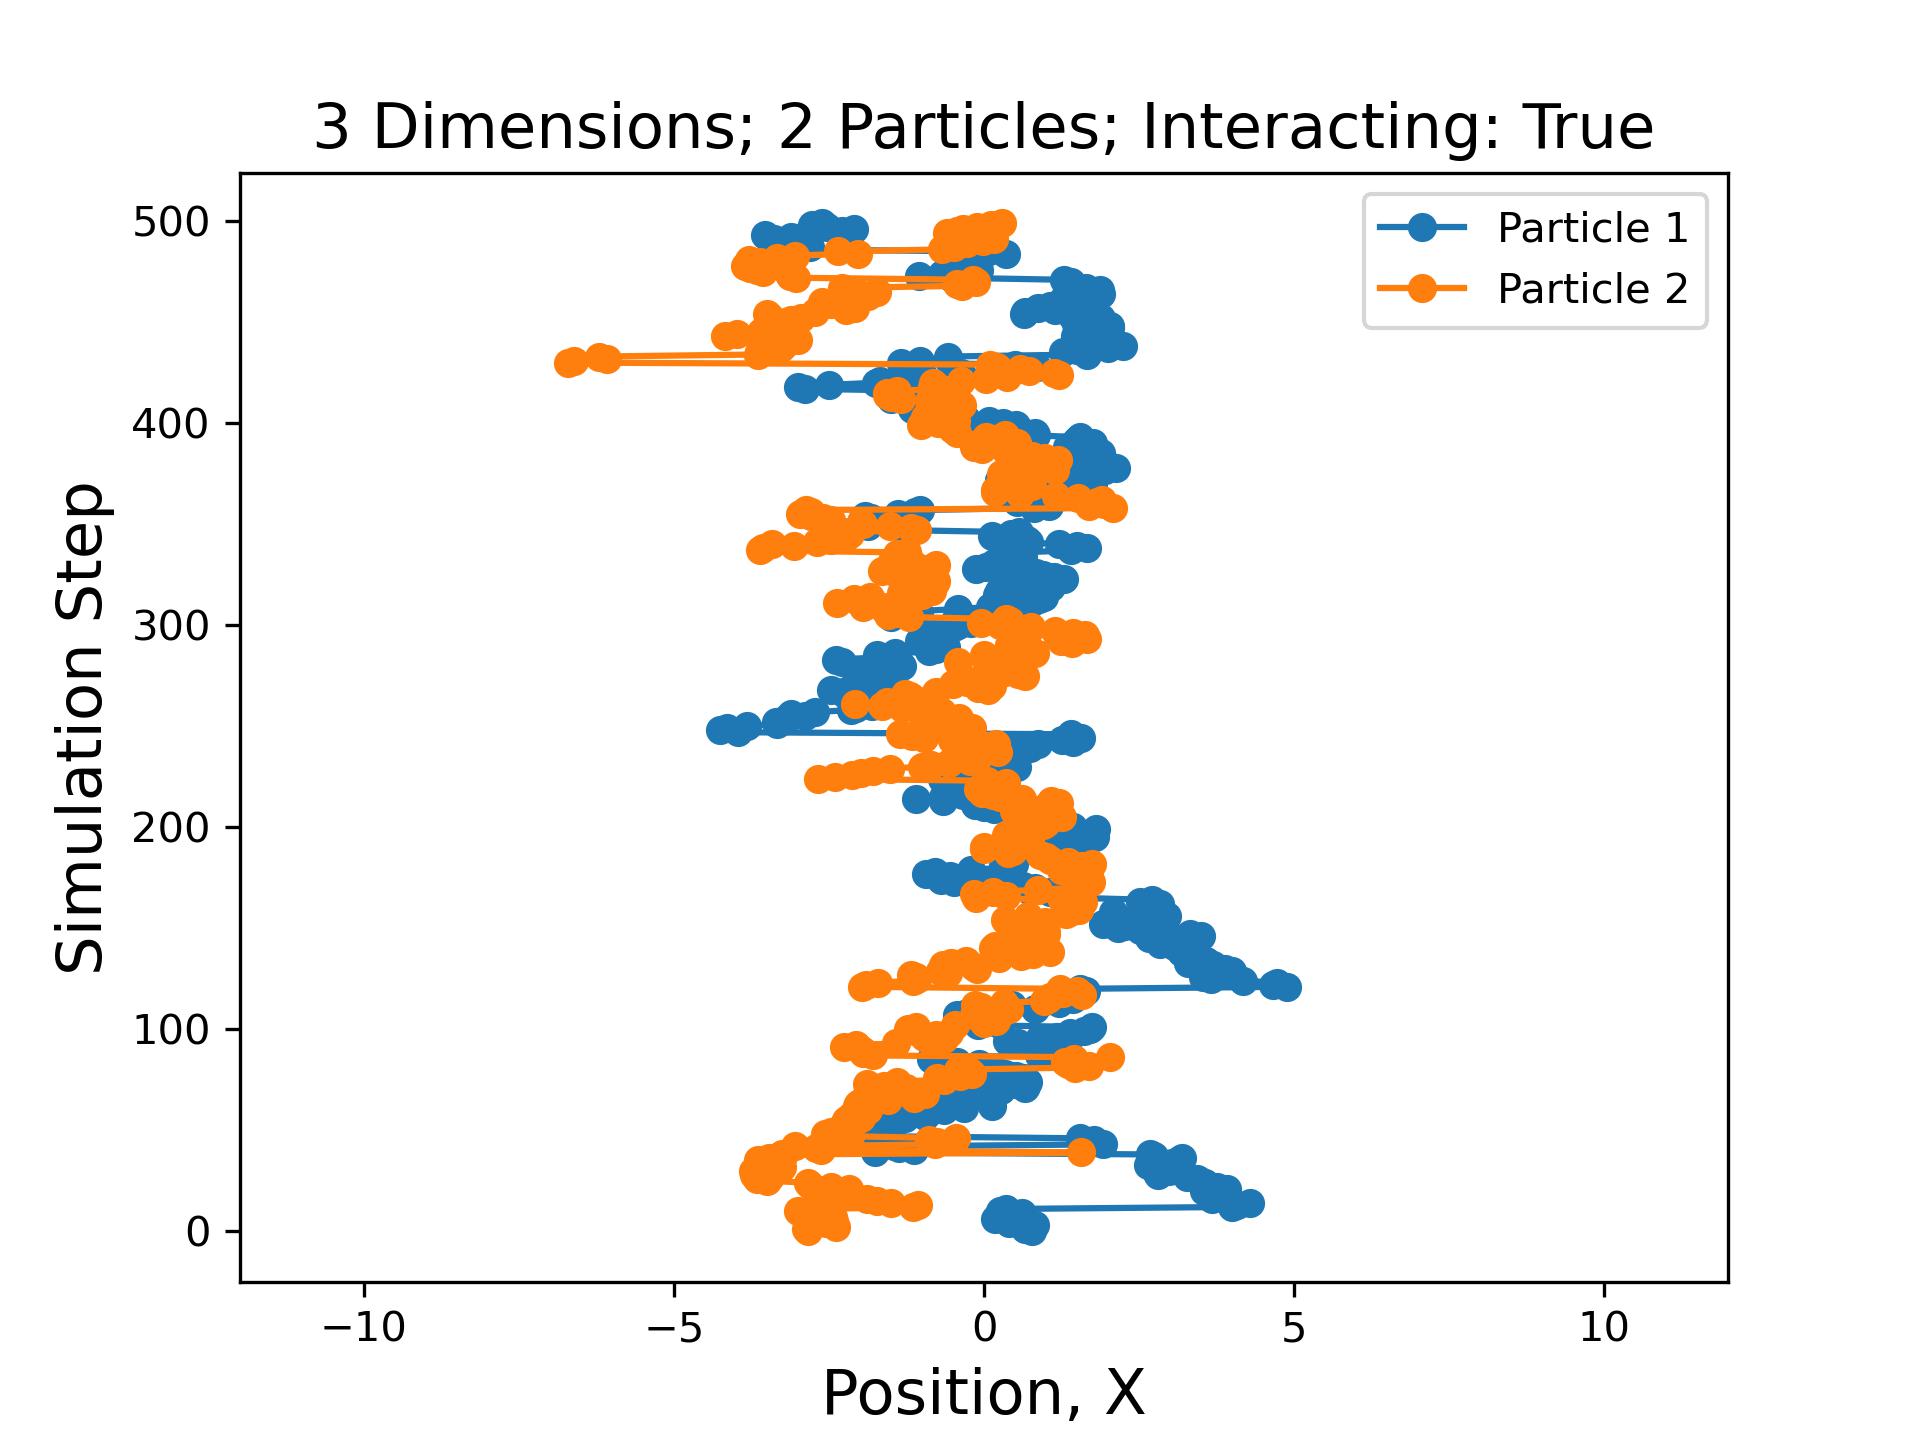 3 Dimensions; 2 Particles; Interacting: True
Particle 1
Particle 2
500
400
300
200
100
0
Simulation Step
−10
−5
0
5
10
Position, X